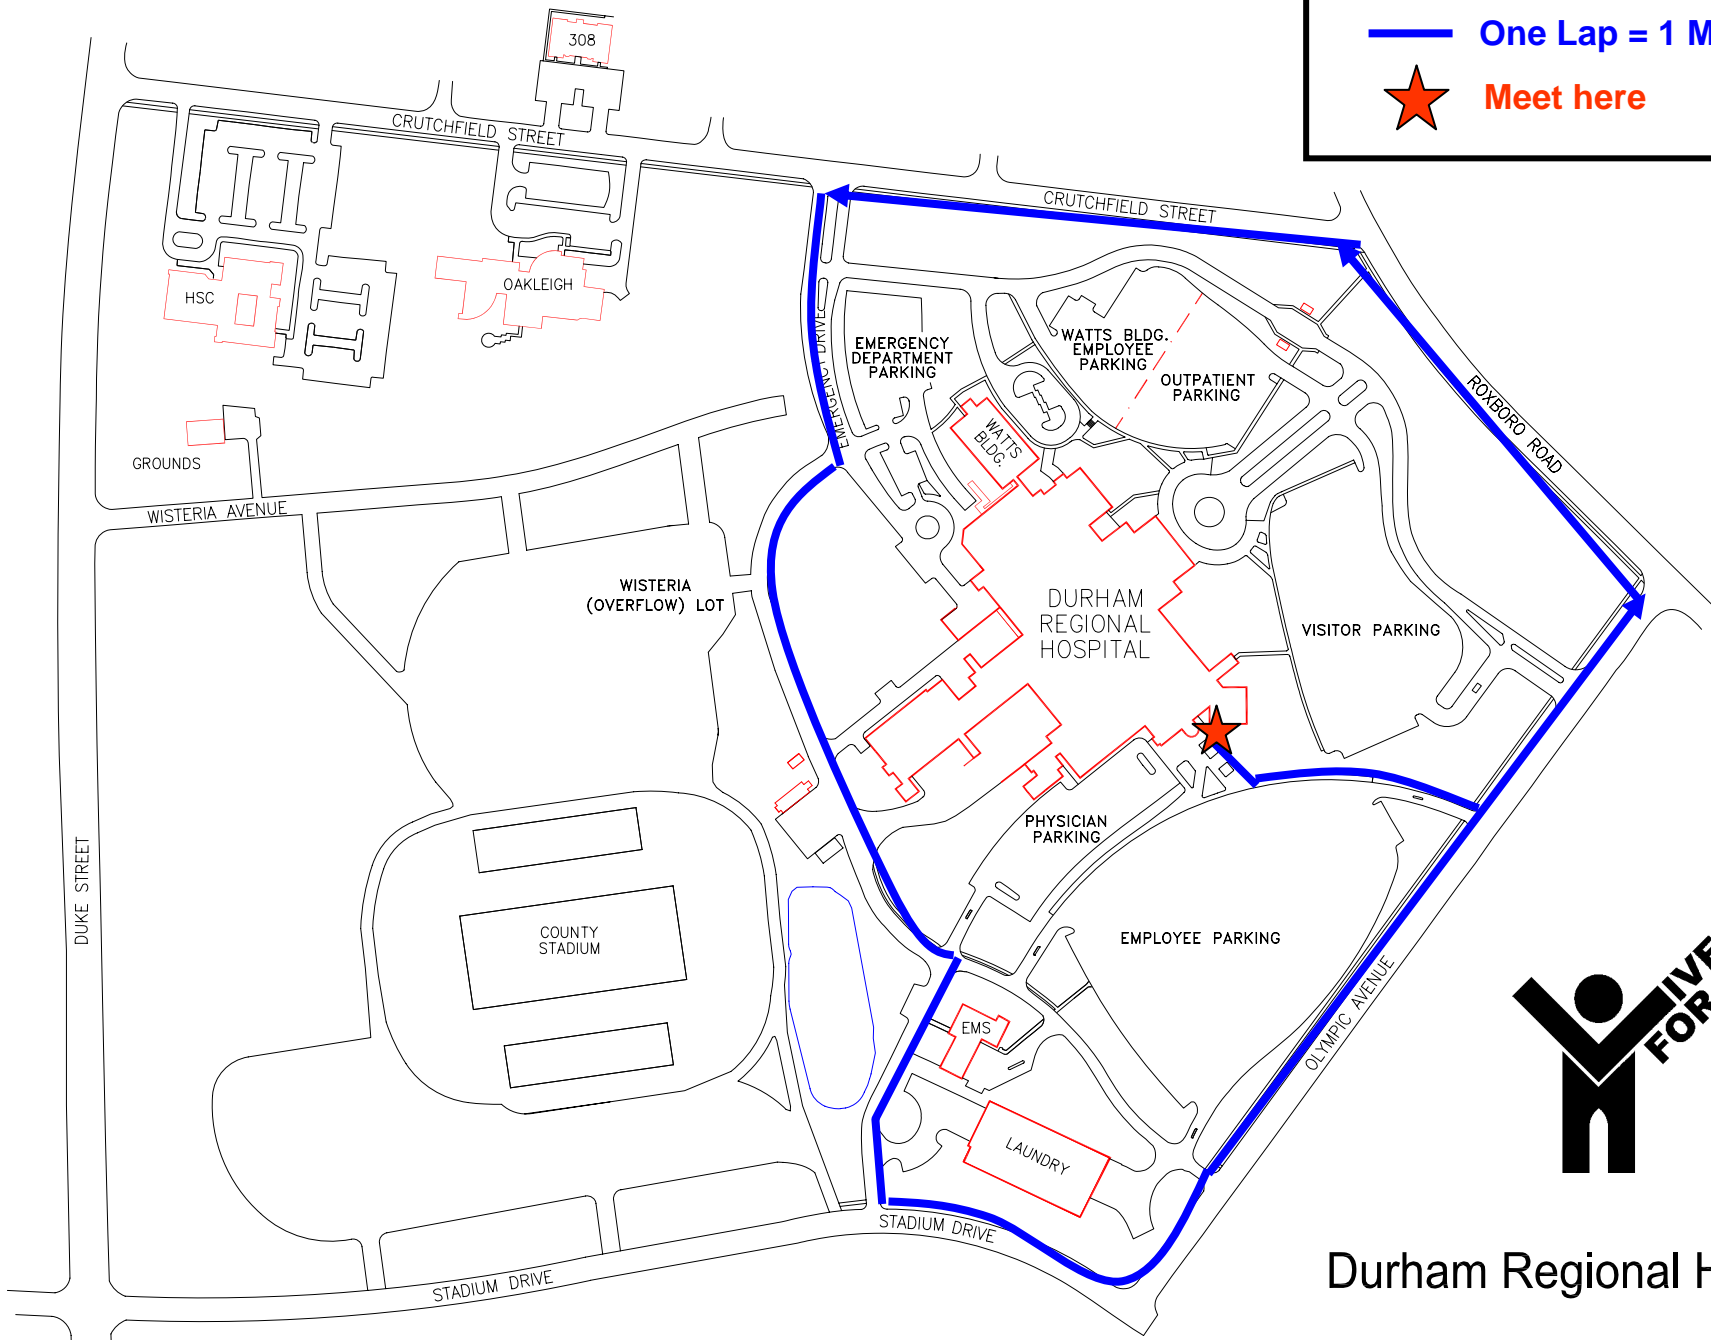 One Lap = 1 M
Meet here
308
CRUTCHFIELD STREET
CRUTCHFIELD STREET
HSC
OAKLEIGH
EMERGENCY DRIVE
EMERGENCY
DEPARTMENT
PARKING
WATTS BLDG.
EMPLOYEE
PARKING
OUTPATIENT
PARKING
ROXBORO ROAD
WATTS
BLDG.
GROUNDS
WISTERIA AVENUE
WISTERIA
(OVERFLOW) LOT
DURHAM
REGIONAL
HOSPITAL
VISITOR PARKING
PHYSICIAN
PARKING
DUKE STREET
COUNTY
STADIUM
EMPLOYEE PARKING
EMS
OLYMPIC AVENUE
LAUNDRY
STADIUM DRIVE
STADIUM DRIVE
IVE
FOR
Durham Regional H